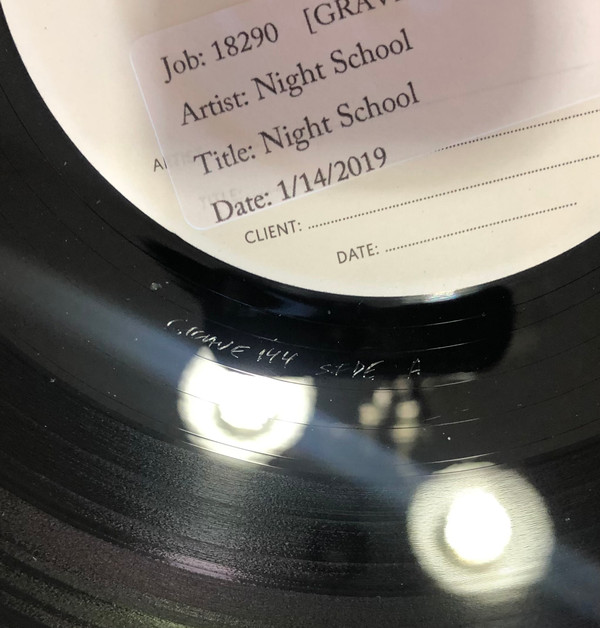 Job: 18290 [GRAV
Artist: Night School
Title: Night School
Date: 1/14/2019
CLIENT:
DATE:
GRAVE 144 SIDE A